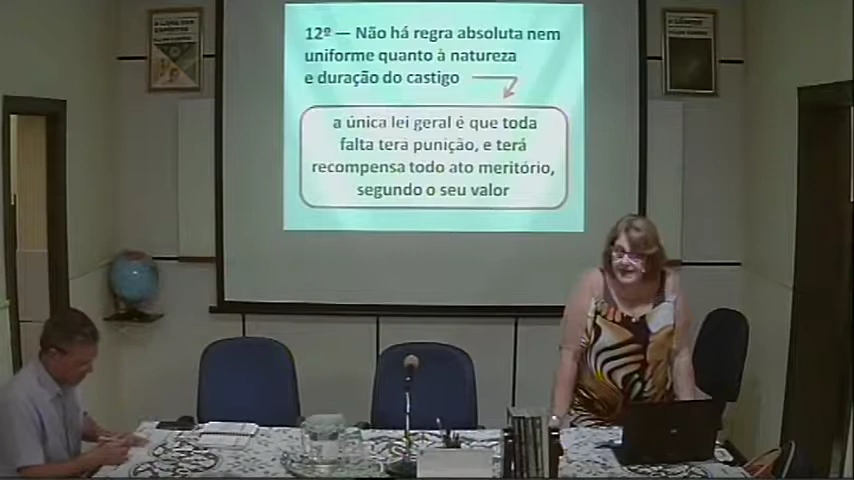 12º — Não há regra absoluta nem
uniforme quanto à natureza
e duração do castigo
a única lei geral é que toda
falta terá punição, e terá
recompensa todo ato meritório,
segundo o seu valor